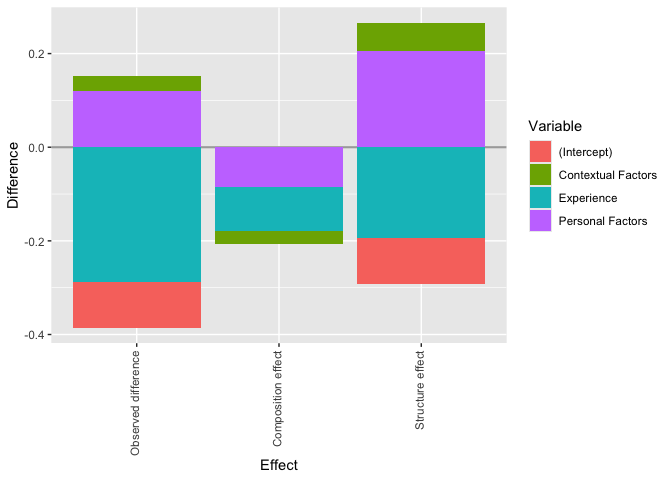 Difference
0.2
0.0
-0.2
-0.4
Observed difference
Composition effect
Structure effect
Effect
Variable
(Intercept)
Contextual Factors
Experience
Personal Factors